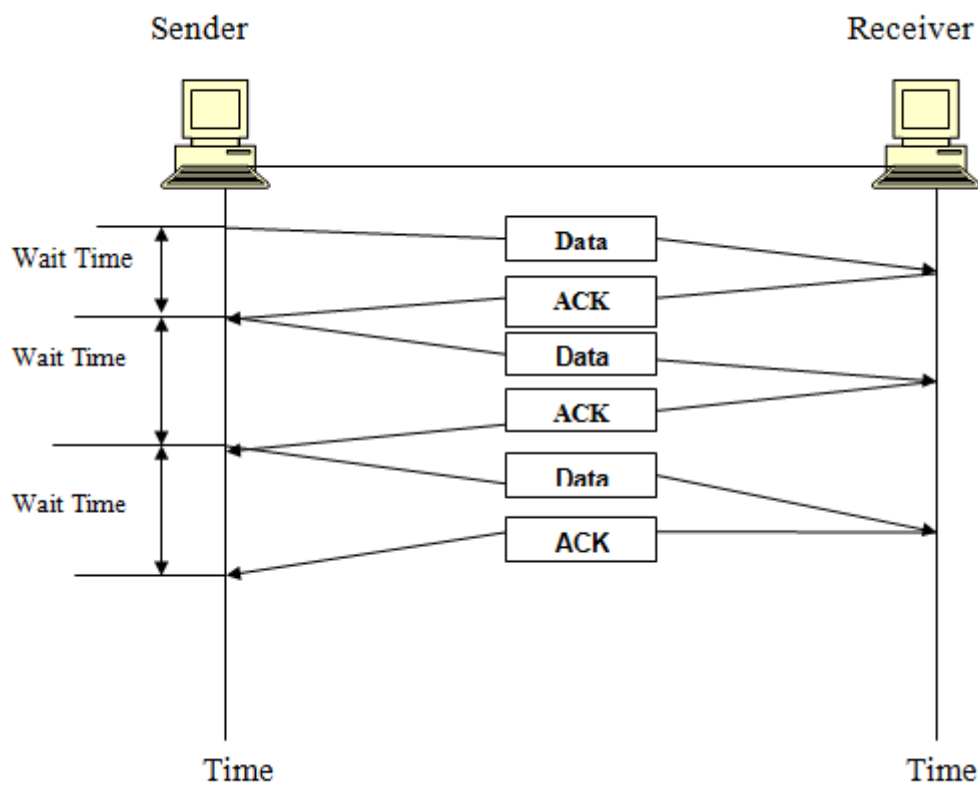 Sender
Receiver
Data
Wait Time
ACK
Data
Wait Time
ACK
Data
Wait Time
ACK
Time
Time